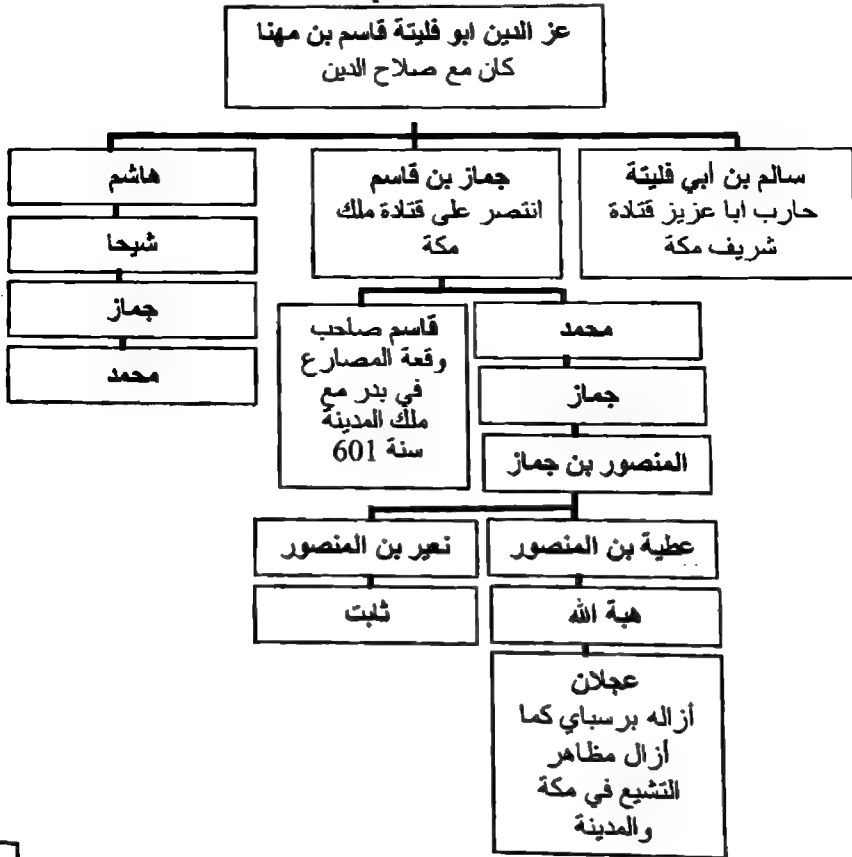 عز الدين ابو فليتة قاسم بن مهنا
كان مع صلاح الدين
سالم بن أبي فليتة
حارب ابا عزيز قتادة
شريف مكة
جماز بن قاسم
انتصر على قتادة ملك
مكة
هاشم
شيحا
جماز
محمد
محمد
جماز
المنصور بن جماز
قاسم صاحب
وقعة المصارع
في بدر مع
ملك المدينة
سنة 601
عطية بن المنصور
هبة الله
عجلان
أزاله برسباي كما
أزال مظاهر
التشيع في مكة
والمدينة
نعير بن المنصور
ثابت